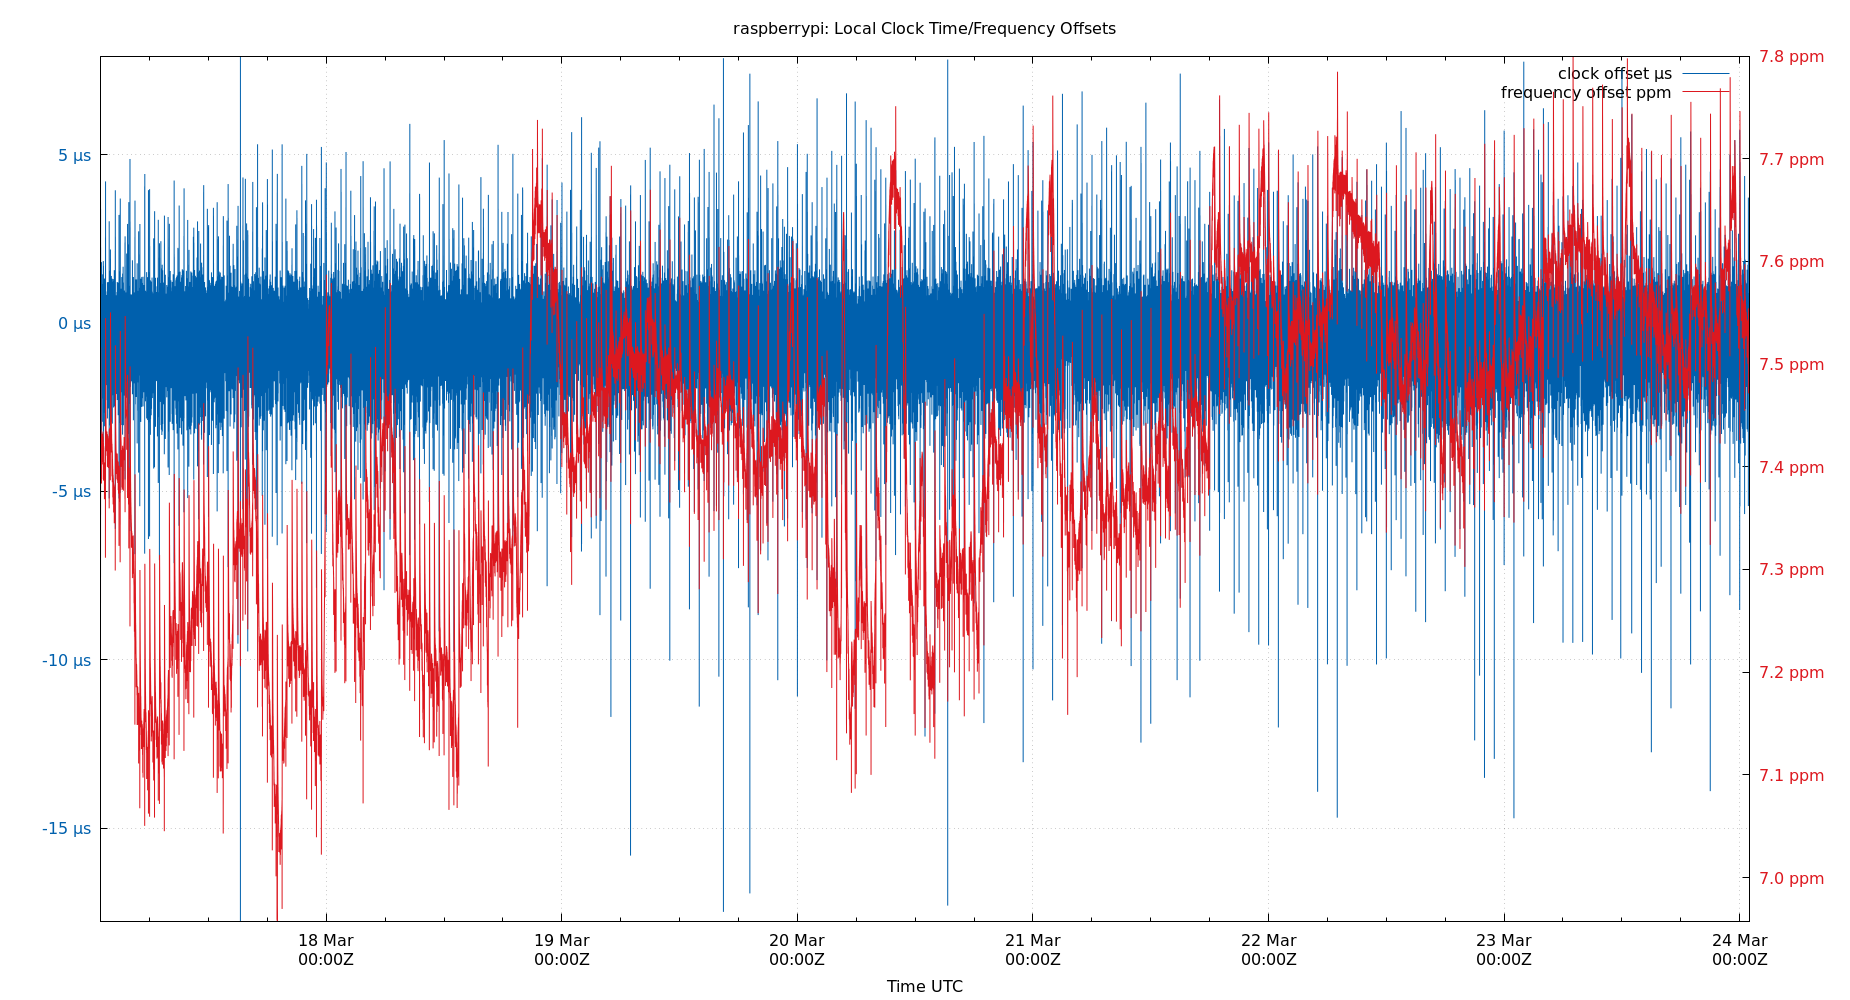 raspberrypi: Local Clock Time/Frequency Offsets
7.8 ppm
clock offset µs
frequency offset ppm
5 µs
7.7 ppm
7.6 ppm
0 µs
7.5 ppm
7.4 ppm
-5 µs
7.3 ppm
-10 µs
7.2 ppm
7.1 ppm
-15 µs
7.0 ppm
18 Mar 19 Mar 20 Mar 21 Mar 22 Mar 23 Mar 24 Mar
00:00Z 00:00Z 00:00Z 00:00Z 00:00Z 00:00Z 00:00Z
Time UTC